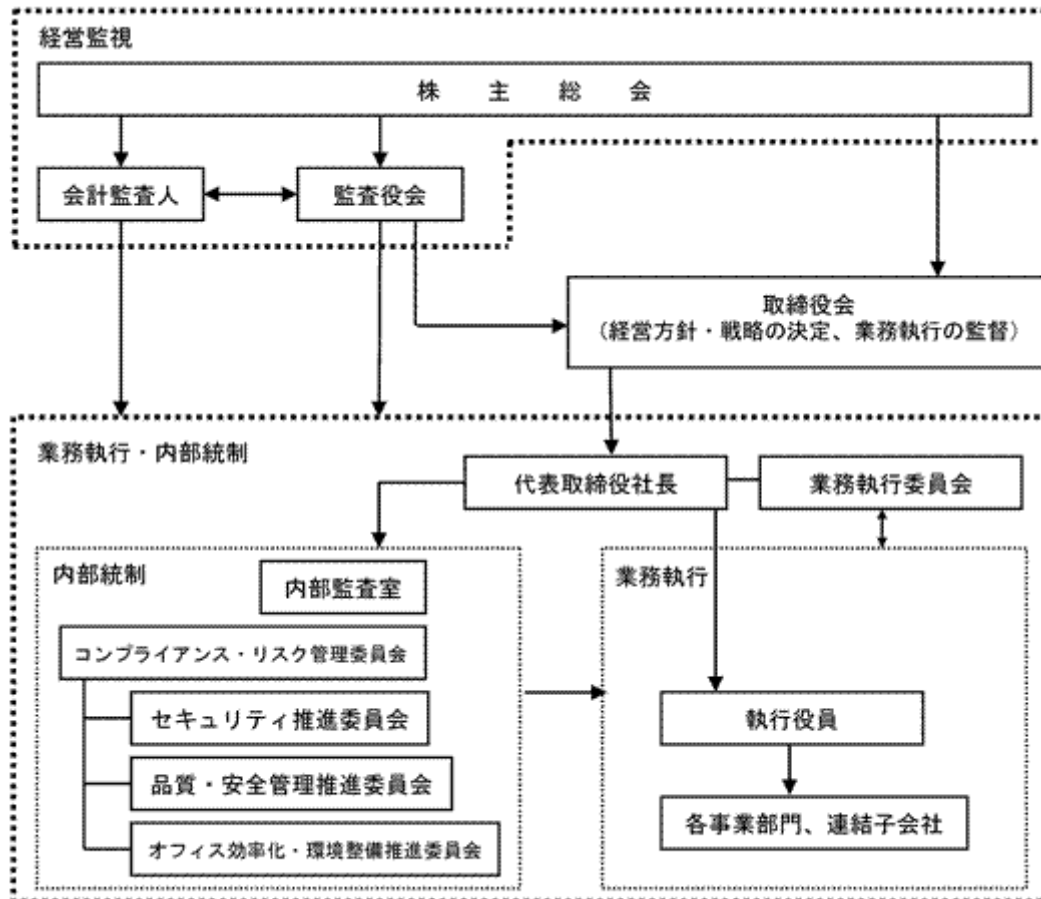 経営監視
株主総会
会計監査人
監査役会
取締役会
（経営方針・戦略の決定、業務執行の監督）
業務執行・内部統制
代表取締役社長
業務執行委員会
内部統制
内部監査室
コンプライアンス・リスク管理委員会
セキュリティ推進委員会
品質・安全管理推進委員会
オフィス効率化・環境整備推進委員会
業務執行
執行役員
各事業部門、連結子会社